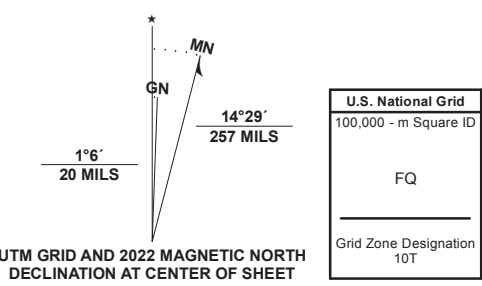 ★
MN
GN
14°29´
257 MILS
1°6´
20 MILS
UTM GRID AND 2022 MAGNETIC NORTH
DECLINATION AT CENTER OF SHEET
U.S. National Grid
100,000 - m Square ID
FQ
Grid Zone Designation
10T